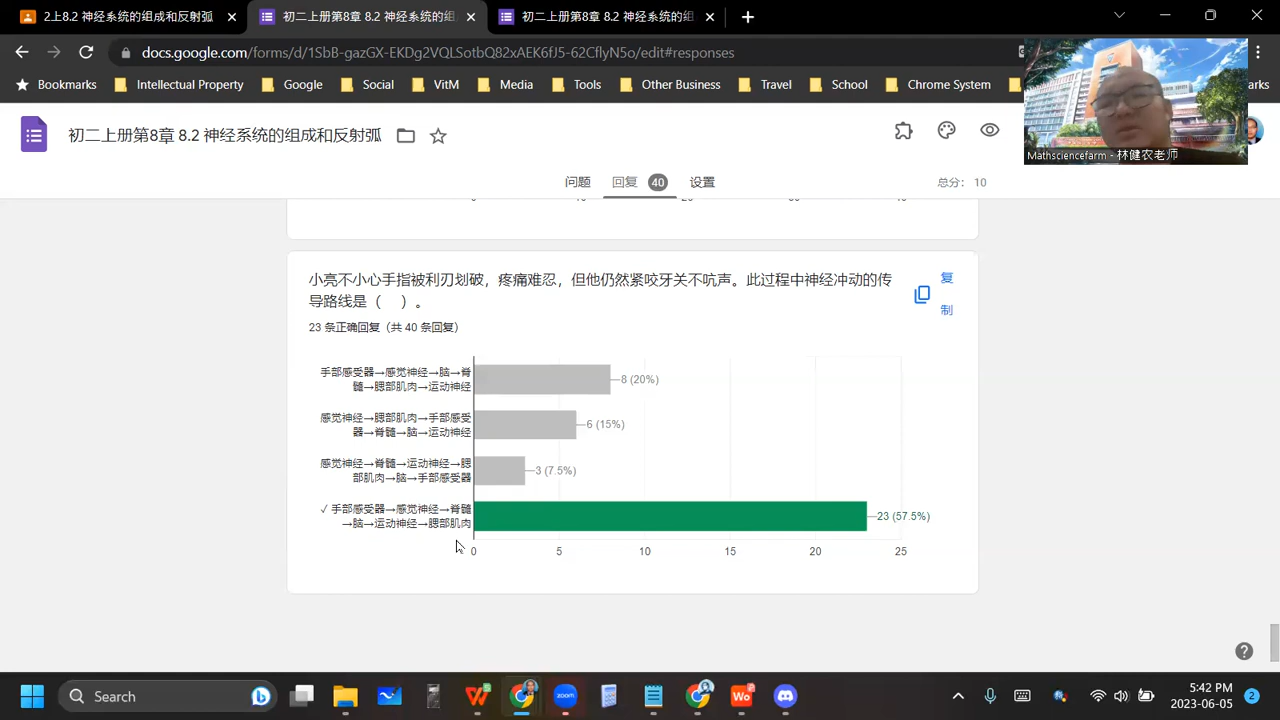 2上8.2 神经系统的组成和反射弧
初二上册第8章 8.2 神经系统的
初二上册第8章 8.2 神经系统的组
docs.google.com/forms/d/1SbB-
/edit#responses
Bookmarks
Intellectual Property
Google
VitM
Media
Tools
Other Business
Travel
School
Chrome System
初二上册第8章 8.2 神经系统的组成和反射弧
Mathsciencefarm - 林健农老师
问题
回复
40
设置
总分： 10
小亮不小心手指被利刃划破，疼痛难忍，但他仍然紧咬牙关不吭声。此过程中神经冲动的传
导路线是（ ）。
复
制
23 条正确回复（共 40 条回复）
手部感受器→感觉神经→脑→脊
髓→腮部肌肉→运动神经
8 (20%)
感觉神经→腮部肌肉→手部感受
器→脊髓→脑→运动神经
6 (15%)
感觉神经→脊髓→运动神经→腮
部肌肉→脑→手部感受器
3 (7.5%)
✓ 手部感受器→感觉神经→脊髓
→脑→运动神经→腮部肌肉
23 (57.5%)
0 5 10 15 20 25
Search
zoom
Wo
5:42 PM
2023-06-05
2